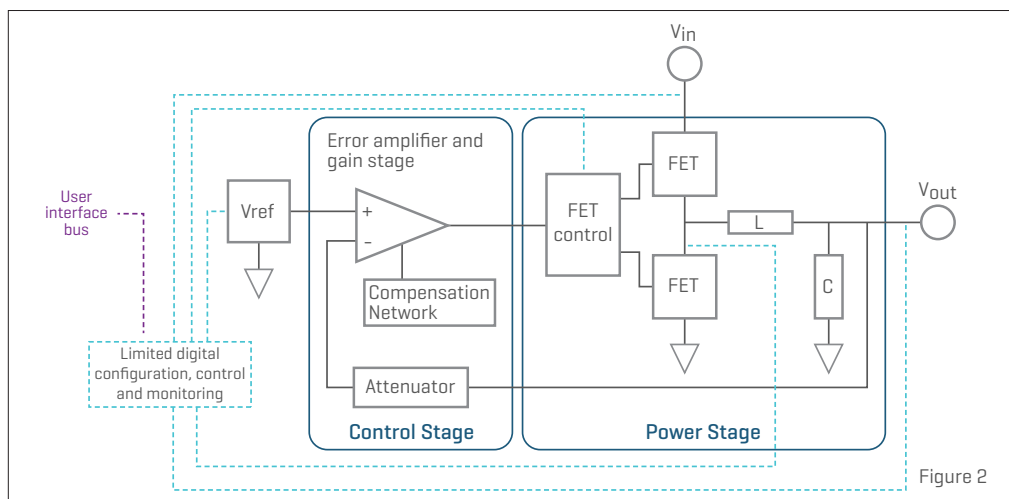 Vin
Error amplifier and
gain stage
FET
User
interface
bus
Vref
+
-
FET
control
L
Vout
FET
C
Compensation
Network
Limited digital
configuration, control
and monitoring
Attenuator
Control Stage
Power Stage
Figure 2